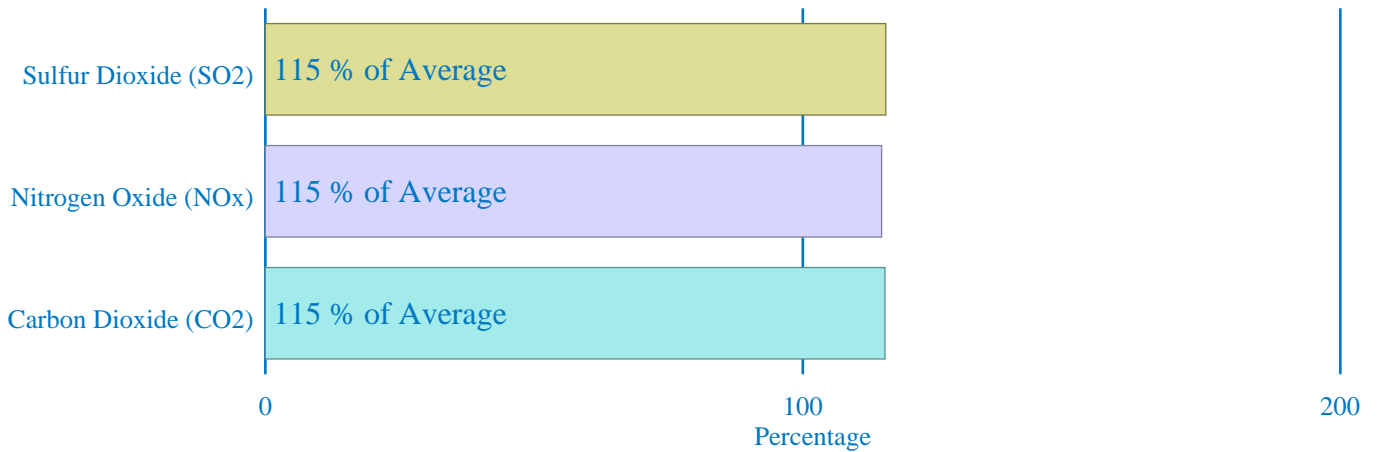 Sulfur Dioxide (SO2)
115 % of Average
Nitrogen Oxide (NOx)
115 % of Average
Carbon Dioxide (CO2)
115 % of Average
0 100 200
Percentage